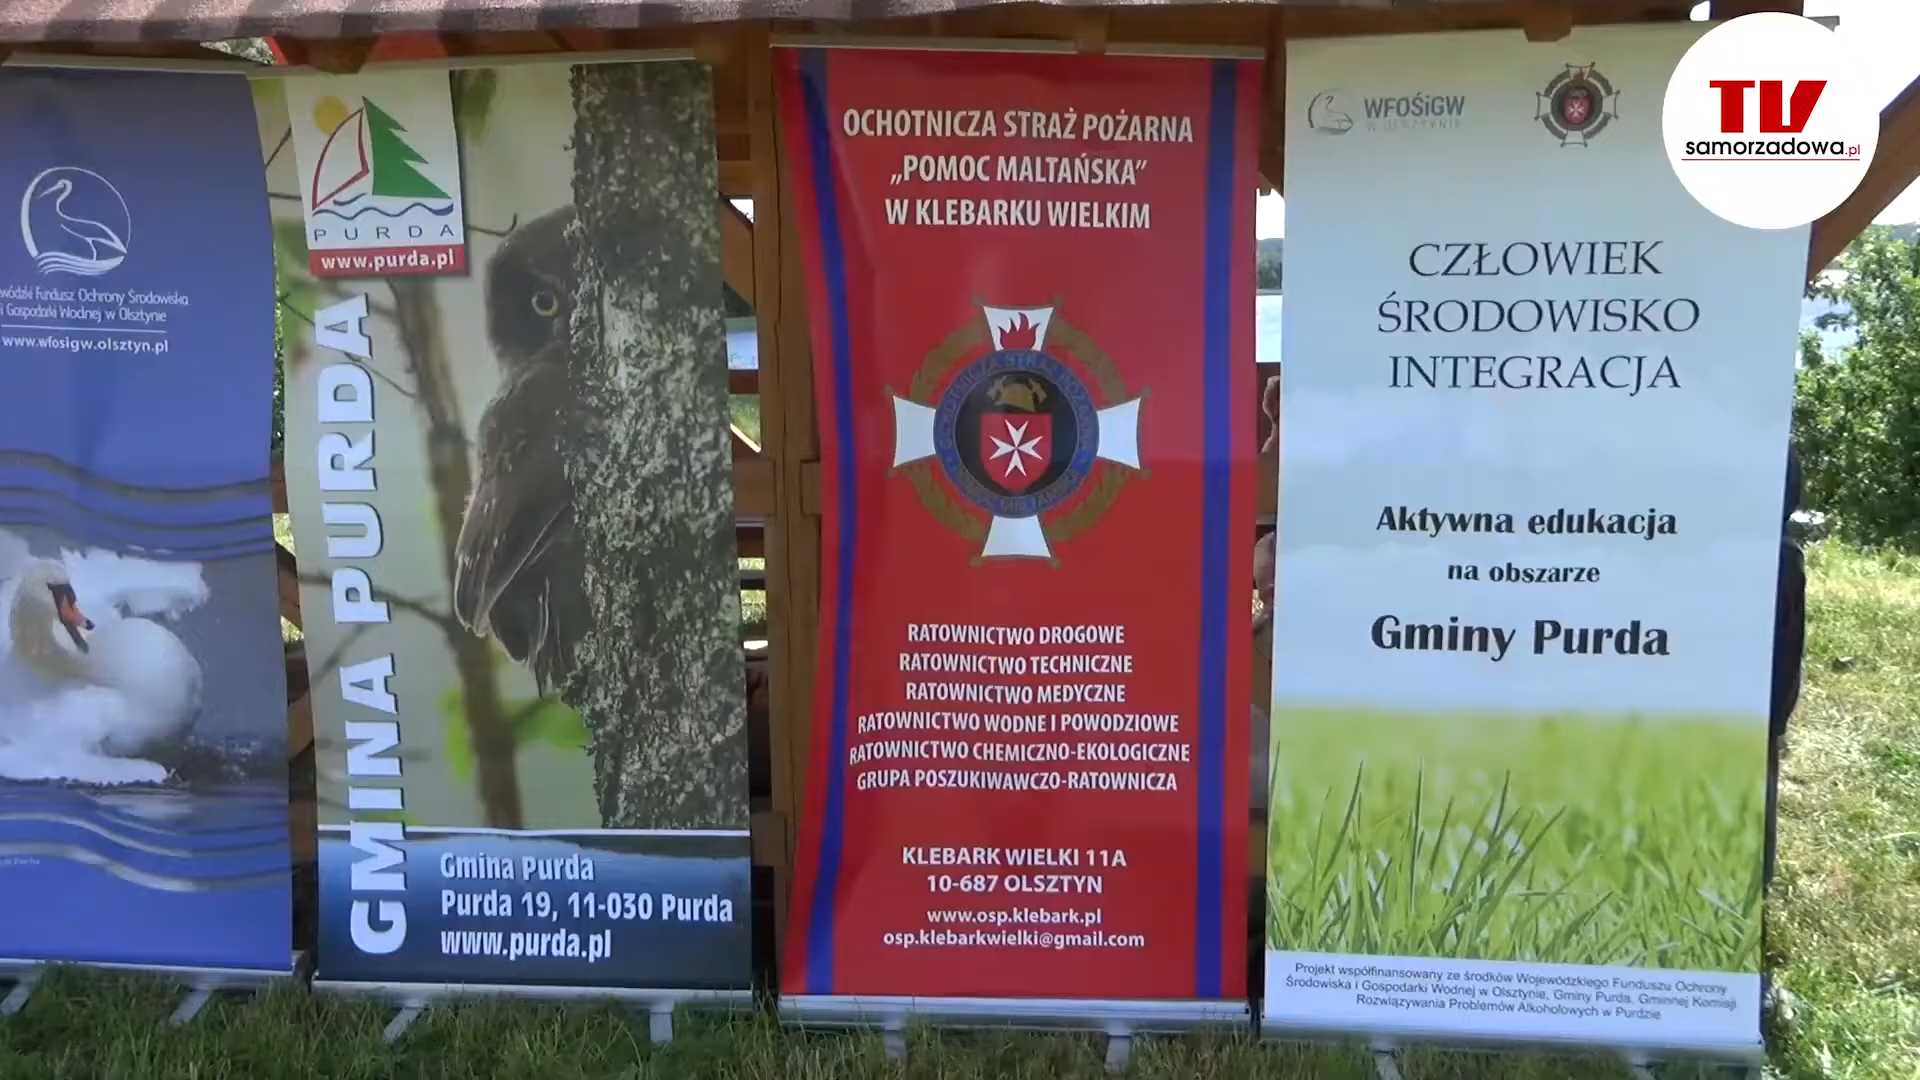 Fundusz Ochrony Środowiska
i Gospodarki Wodnej w Olsztynie
www.wfosigw.olsztyn.pl
PURDA
www.purda.pl
GMINA PURDA
Gmina Purda
Purda 19, 11-030 Purda
www.purda.pl
OCHOTNICZA STRAŻ POŻARNA
„POMOC MALTAŃSKA”
W KLEBARKU WIELKIM
RATOWNICTWO DROGOWE
RATOWNICTWO TECHNICZNE
RATOWNICTWO MEDYCZNE
RATOWNICTWO WODNE I POWODZIOWE
RATOWNICTWO CHEMICZNO-EKOLOGICZNE
GRUPA POSZUKIWAWCZO-RATOWNICZA
KLEBARK WIELKI 11A
10-687 OLSZTYN
www.osp.klebark.pl
osp.klebarkwielki@gmail.com
WFOŚiGW
W OLSZTYNIE
CZŁOWIEK
ŚRODOWISKO
INTEGRACJA
Aktywna edukacja
na obszarze
Gminy Purda
Projekt współfinansowany ze środków Wojewódzkiego Funduszu Ochrony
Środowiska i Gospodarki Wodnej w Olsztynie, Gminy Purda, Gminnej Komisji
Rozwiązywania Problemów Alkoholowych w Purdzie
TV
samorzadowa.pl